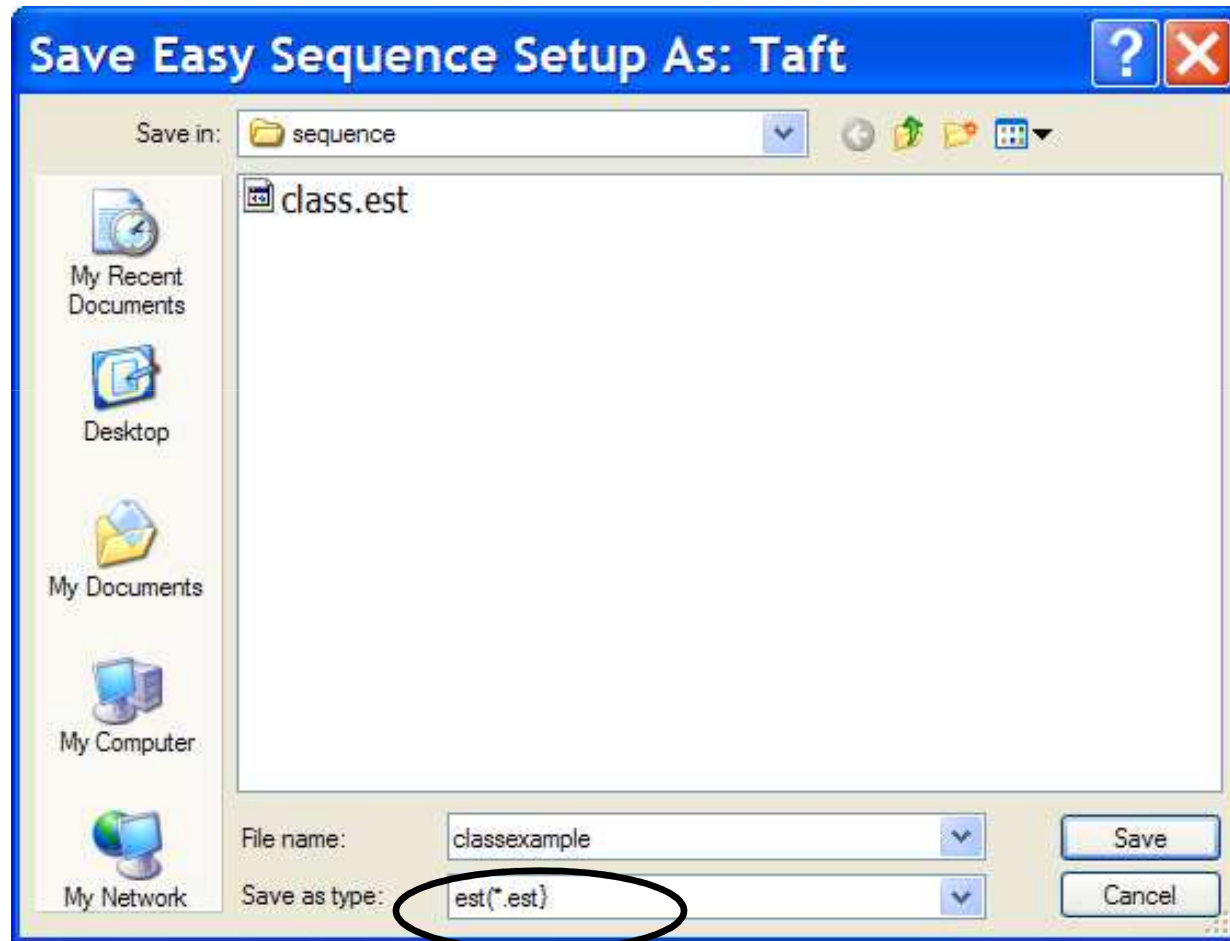 Save Easy Sequence Setup As: Taft
Save in: sequence
class.est
My Recent
Documents
Desktop
My Documents
My Computer
My Network
File name: classexample Save
Save as type: est(*.est} Cancel